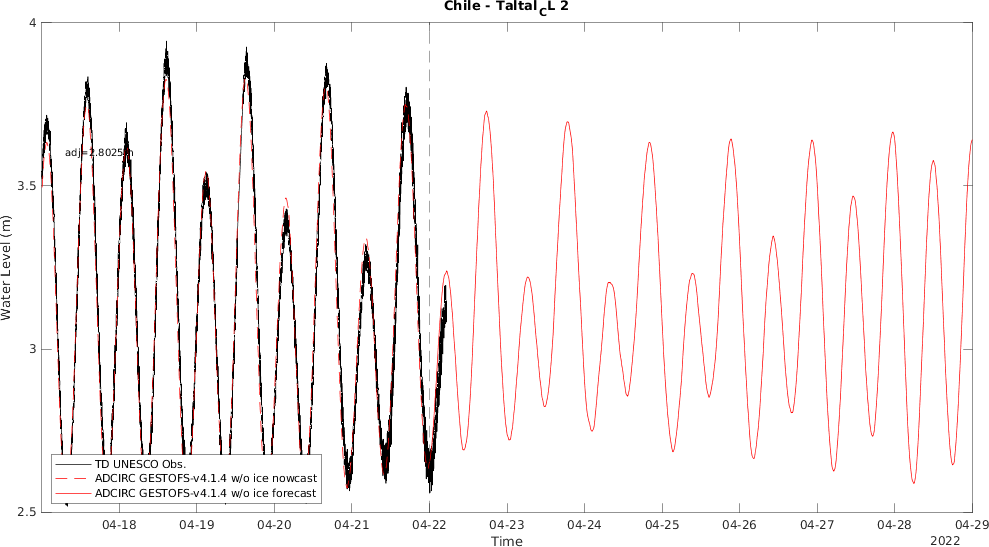 Chile - Taltal_CL 2
4
3.5
3
2.5
Water Level (m)
adj=2.8025m
TD UNESCO Obs.
ADCIRC GESTOFS-v4.1.4 w/o ice nowcast
ADCIRC GESTOFS-v4.1.4 w/o ice forecast
04-18 04-19 04-20 04-21 04-22 04-23 04-24 04-25 04-26 04-27 04-28 04-29
Time
2022